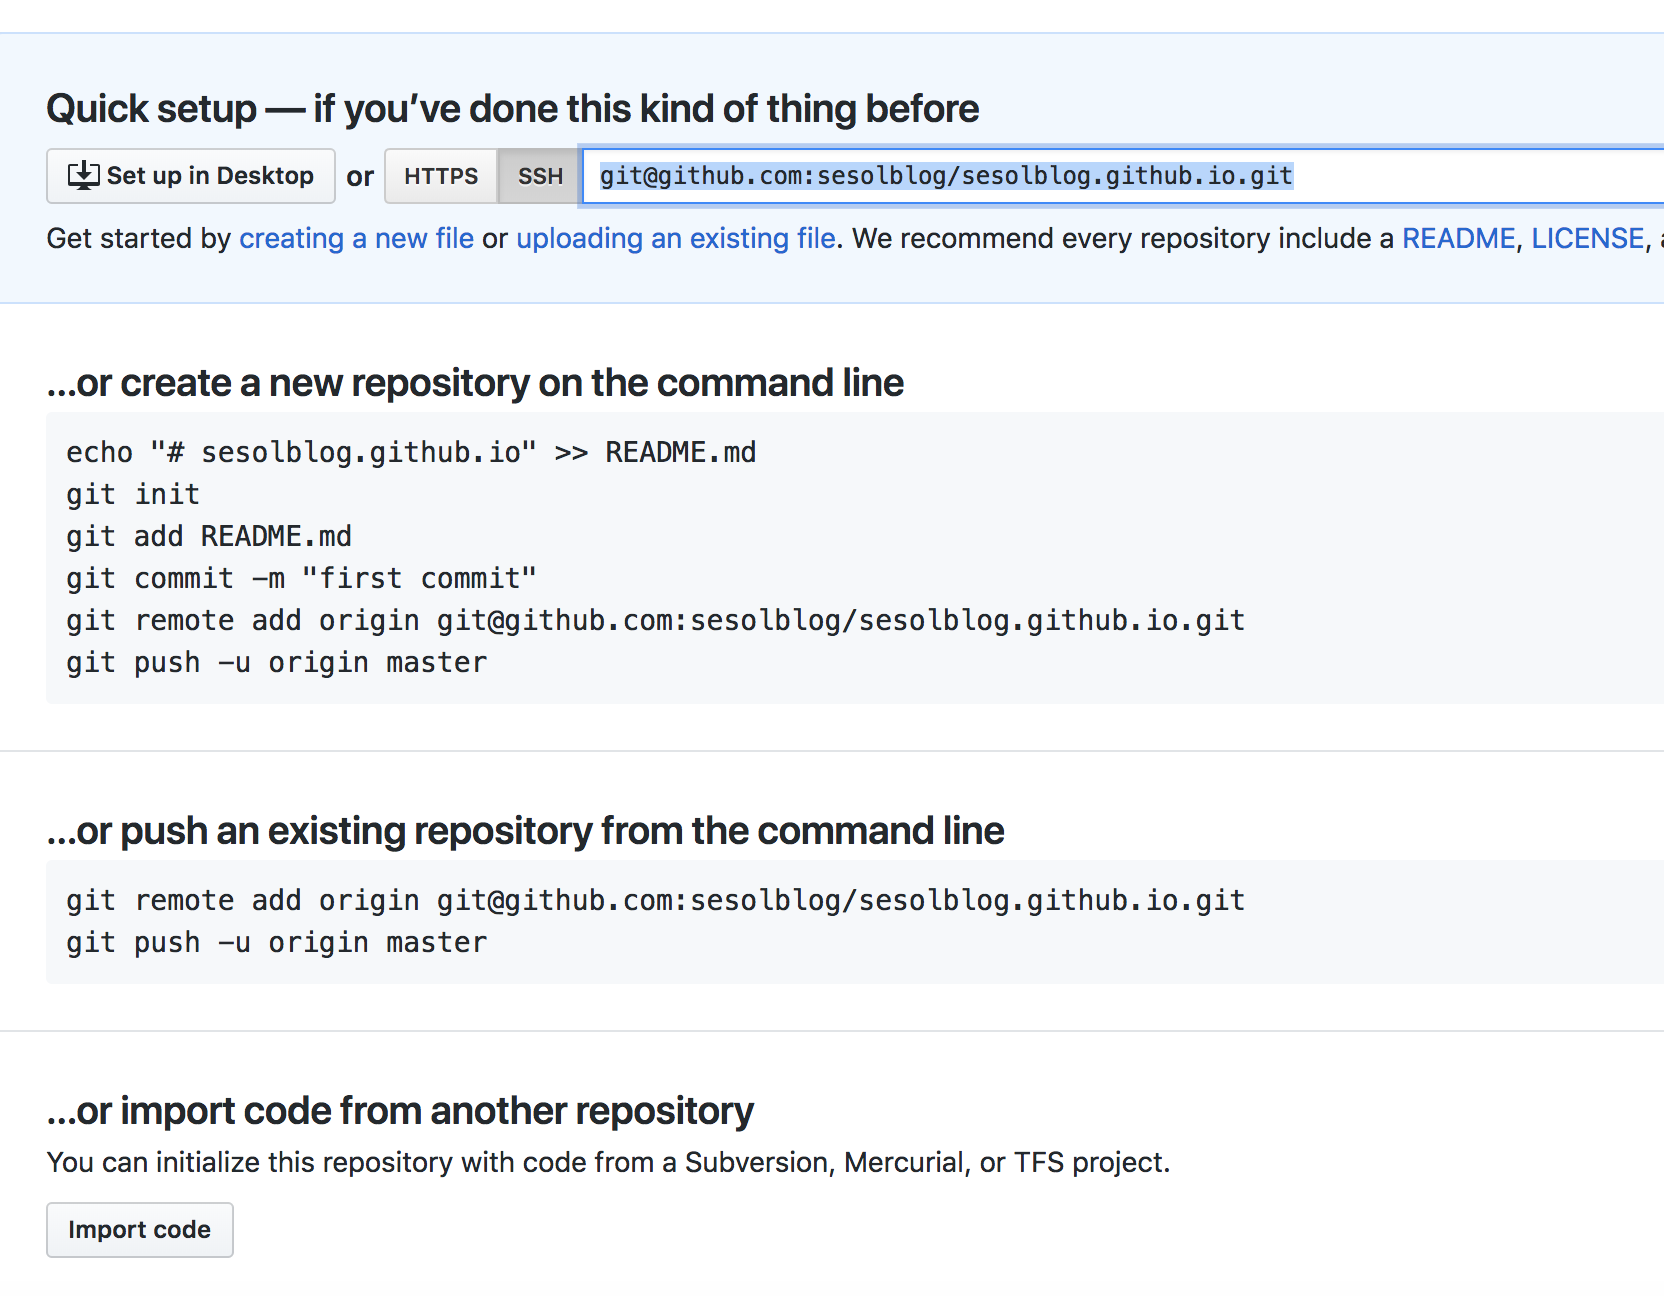 Quick setup — if you’ve done this kind of thing before
Set up in Desktop or HTTPS SSH git@github.com:sesolblog/sesolblog.github.io.git
Get started by creating a new file or uploading an existing file. We recommend every repository include a README, LICENSE,
...or create a new repository on the command line
echo "# sesolblog.github.io" >> README.md
git init
git add README.md
git commit -m "first commit"
git remote add origin git@github.com:sesolblog/sesolblog.github.io.git
git push -u origin master
...or push an existing repository from the command line
git remote add origin git@github.com:sesolblog/sesolblog.github.io.git
git push -u origin master
...or import code from another repository
You can initialize this repository with code from a Subversion, Mercurial, or TFS project.
Import code